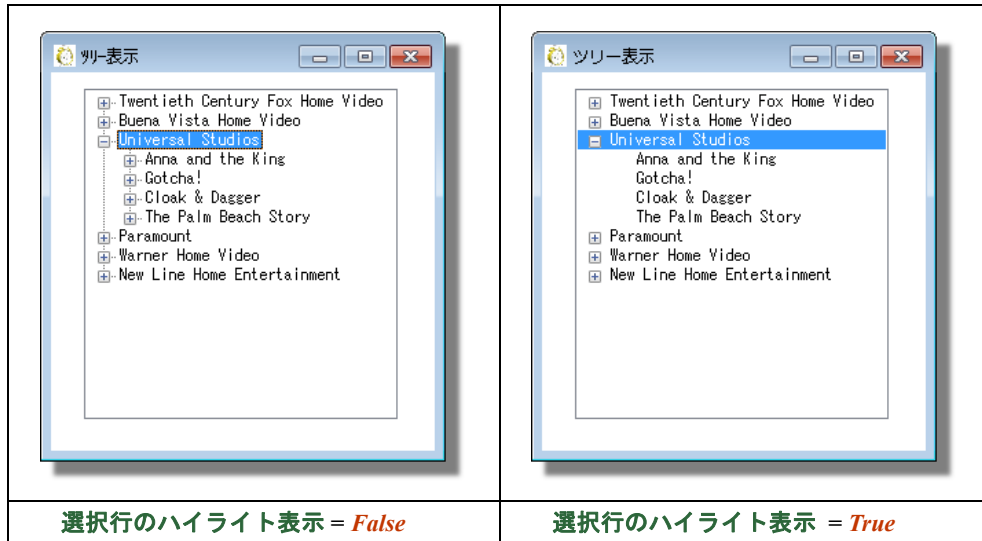 ﾂﾘｰ表示
Twentieth Century Fox Home Video
Buena Vista Home Video
Universal Studios
Anna and the King
Gotcha!
Cloak & Dagger
The Palm Beach Story
Paramount
Warner Home Video
New Line Home Entertainment
選択行のハイライト表示 = False
ツリー表示
Twentieth Century Fox Home Video
Buena Vista Home Video
Universal Studios
Anna and the King
Gotcha!
Cloak & Dagger
The Palm Beach Story
Paramount
Warner Home Video
New Line Home Entertainment
選択行のハイライト表示 = True